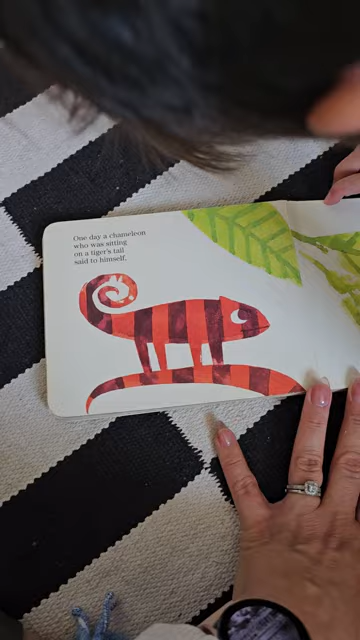 One day a chameleon
who was sitting
on a tiger's tail
said to himself,